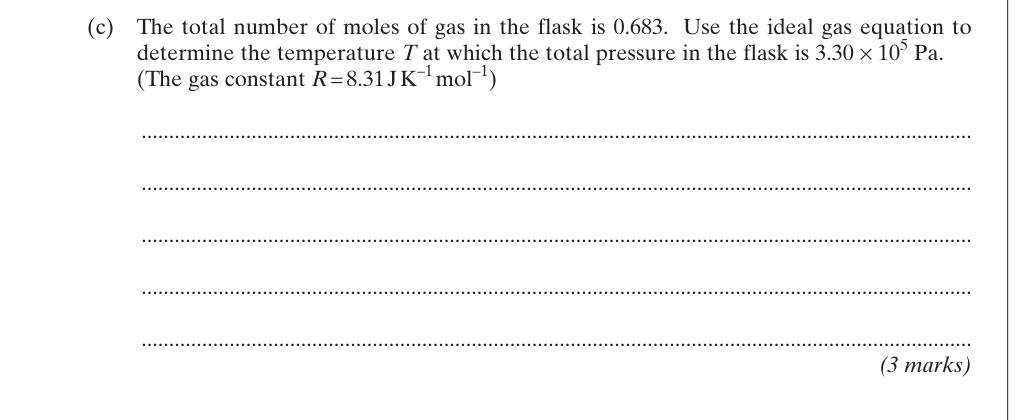 (c) The total number of moles of gas in the flask is 0.683. Use the ideal gas equation to
determine the temperature T at which the total pressure in the flask is 3.30 × 10⁵ Pa.
(The gas constant R = 8.31 J K⁻¹ mol⁻¹)
(3 marks)